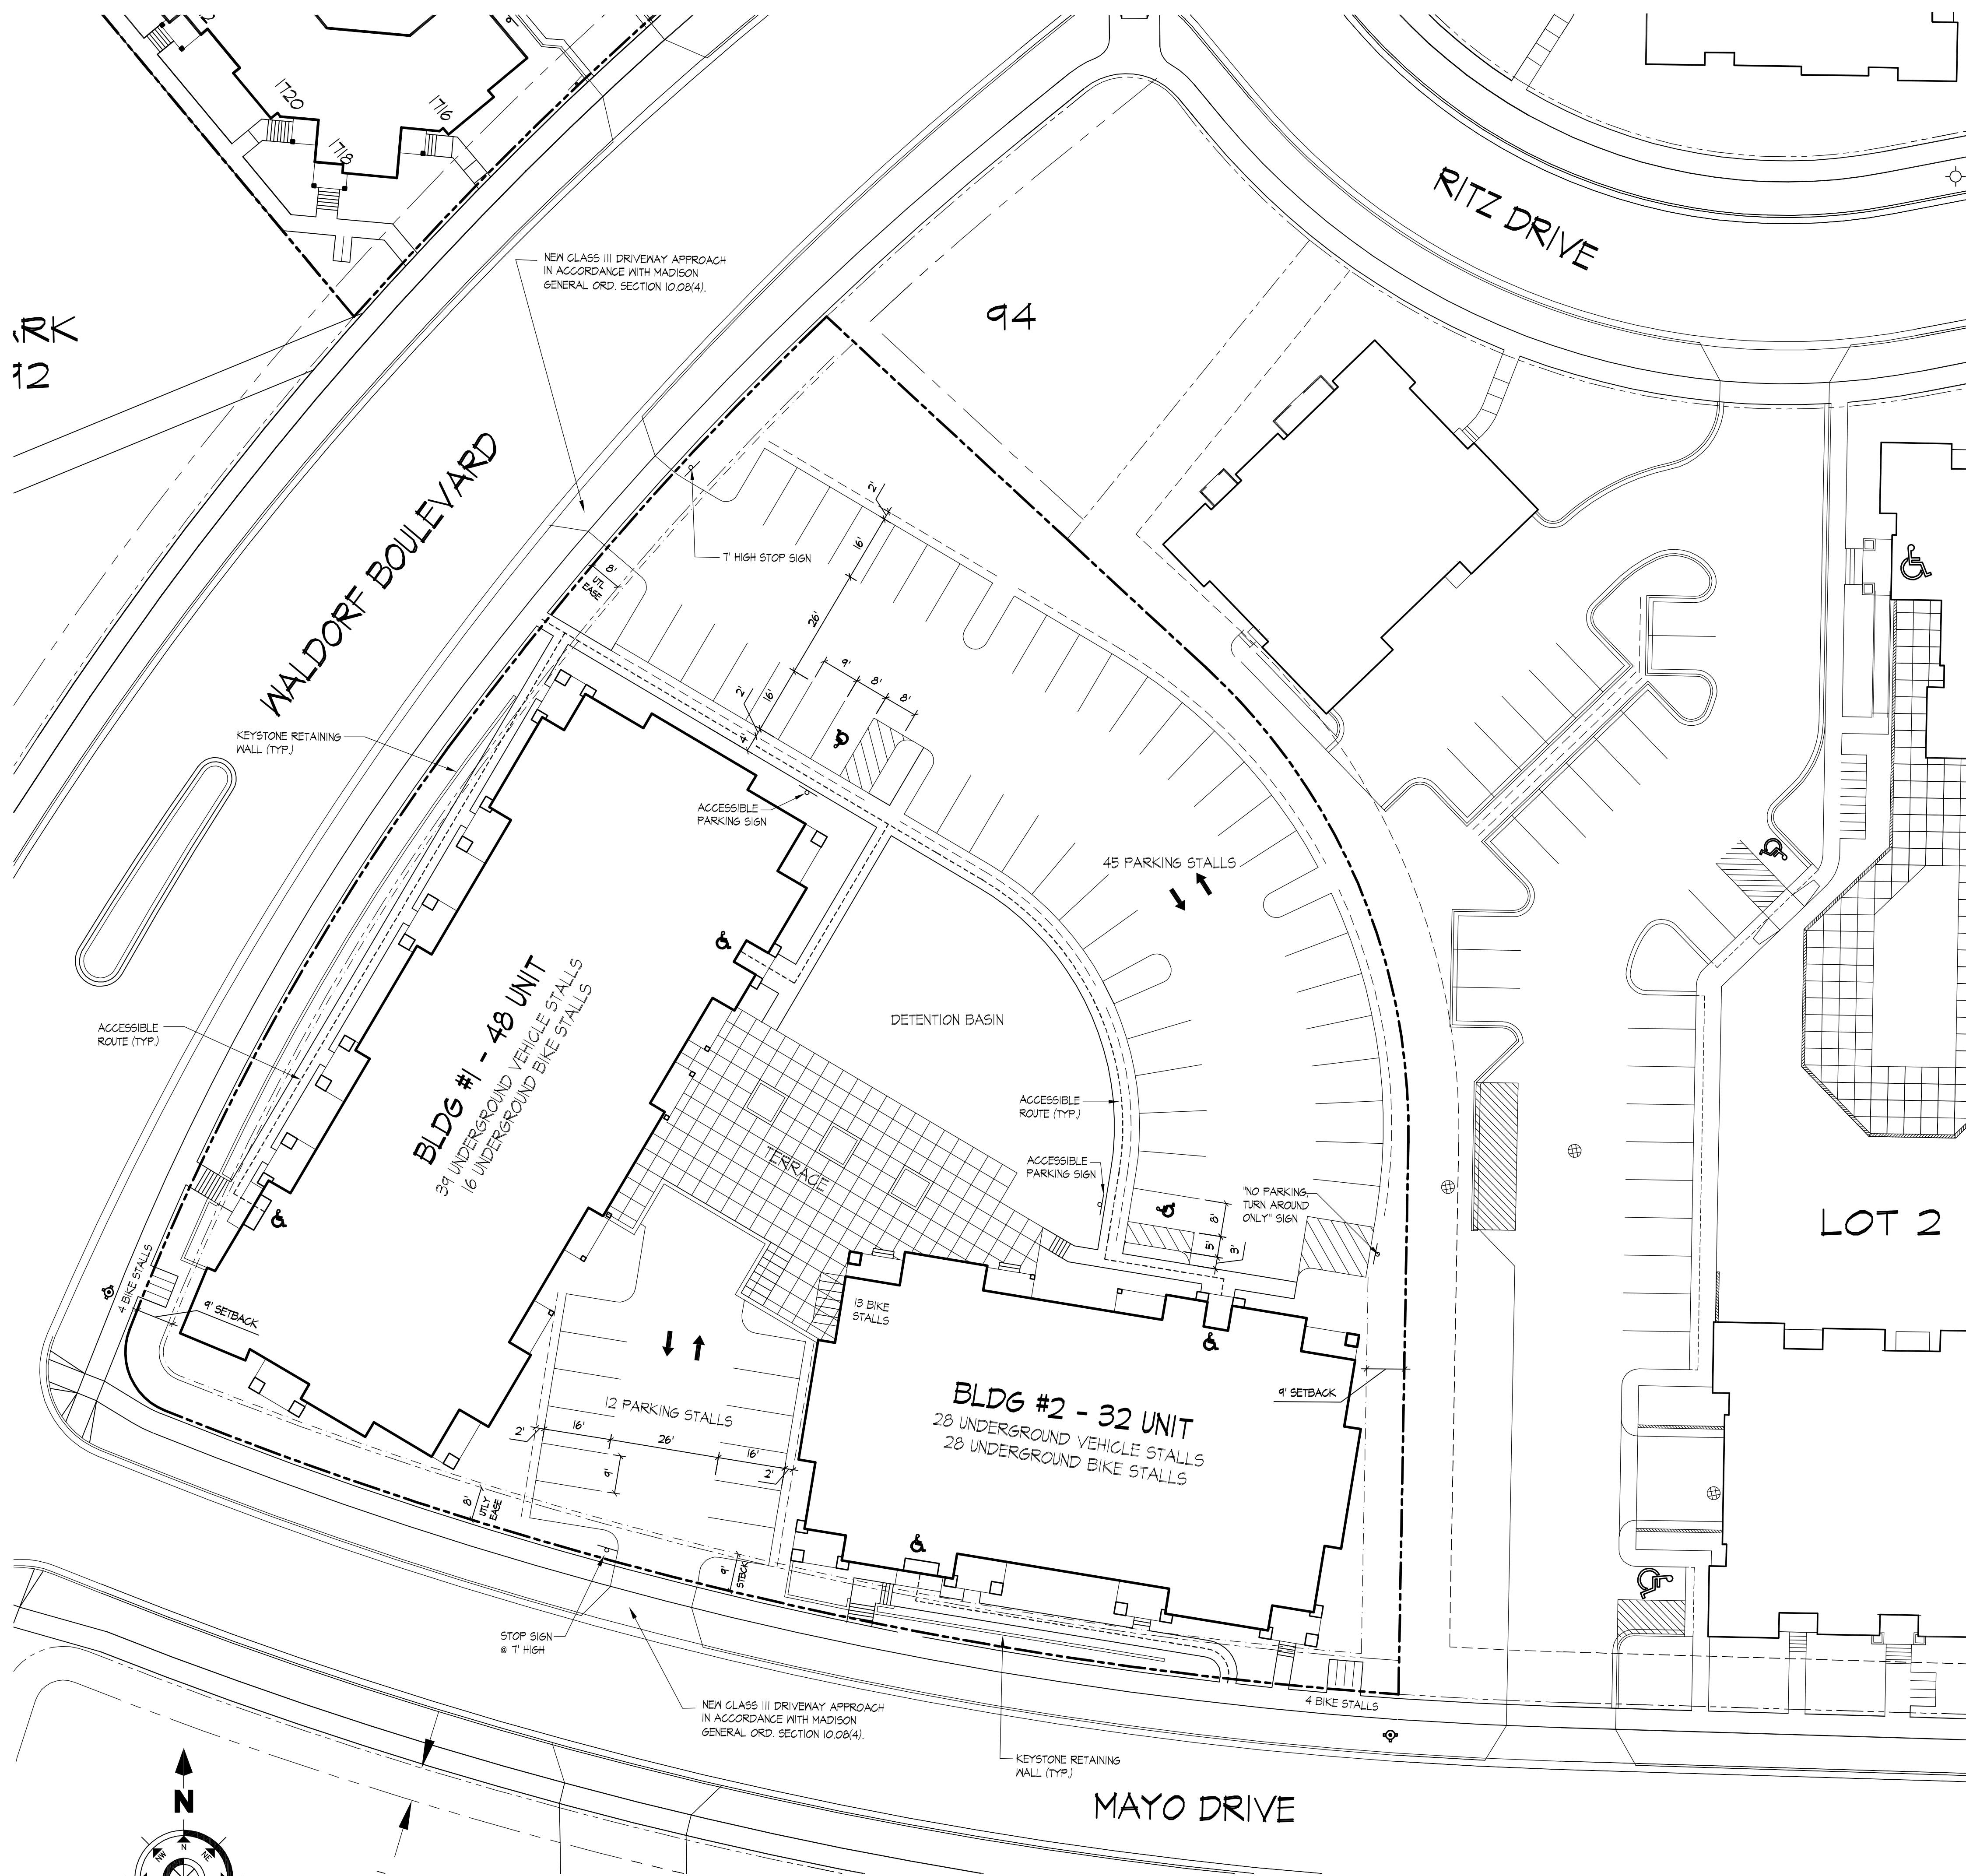 1720
1718
1716
RITZ DRIVE
NEW CLASS III DRIVEWAY APPROACH
IN ACCORDANCE WITH MADISON
GENERAL ORD. SECTION 10.08(4).
94
RK
12
WALDORF BOULEVARD
7' HIGH STOP SIGN
2'
16'
26'
8'
UTL
EASE
9'
8'
8'
2'
16'
4'
KEYSTONE RETAINING
WALL (TYP.)
ACCESSIBLE
PARKING SIGN
45 PARKING STALLS
BLDG #1 - 48 UNIT
39 UNDERGROUND VEHICLE STALLS
16 UNDERGROUND BIKE STALLS
DETENTION BASIN
ACCESSIBLE
ROUTE (TYP.)
ACCESSIBLE
ROUTE (TYP.)
TERRACE
ACCESSIBLE
PARKING SIGN
"NO PARKING,
TURN AROUND
ONLY" SIGN
8'
5'
3'
LOT 2
4 BIKE STALLS
9' SETBACK
13 BIKE
STALLS
12 PARKING STALLS
2'
16'
26'
16'
2'
9'
BLDG #2 - 32 UNIT
28 UNDERGROUND VEHICLE STALLS
28 UNDERGROUND BIKE STALLS
9' SETBACK
8'
UTLY
EASE
9'
STBCK
STOP SIGN
@ 7' HIGH
NEW CLASS III DRIVEWAY APPROACH
IN ACCORDANCE WITH MADISON
GENERAL ORD. SECTION 10.08(4).
4 BIKE STALLS
KEYSTONE RETAINING
WALL (TYP.)
MAYO DRIVE
N
N
NW
NE